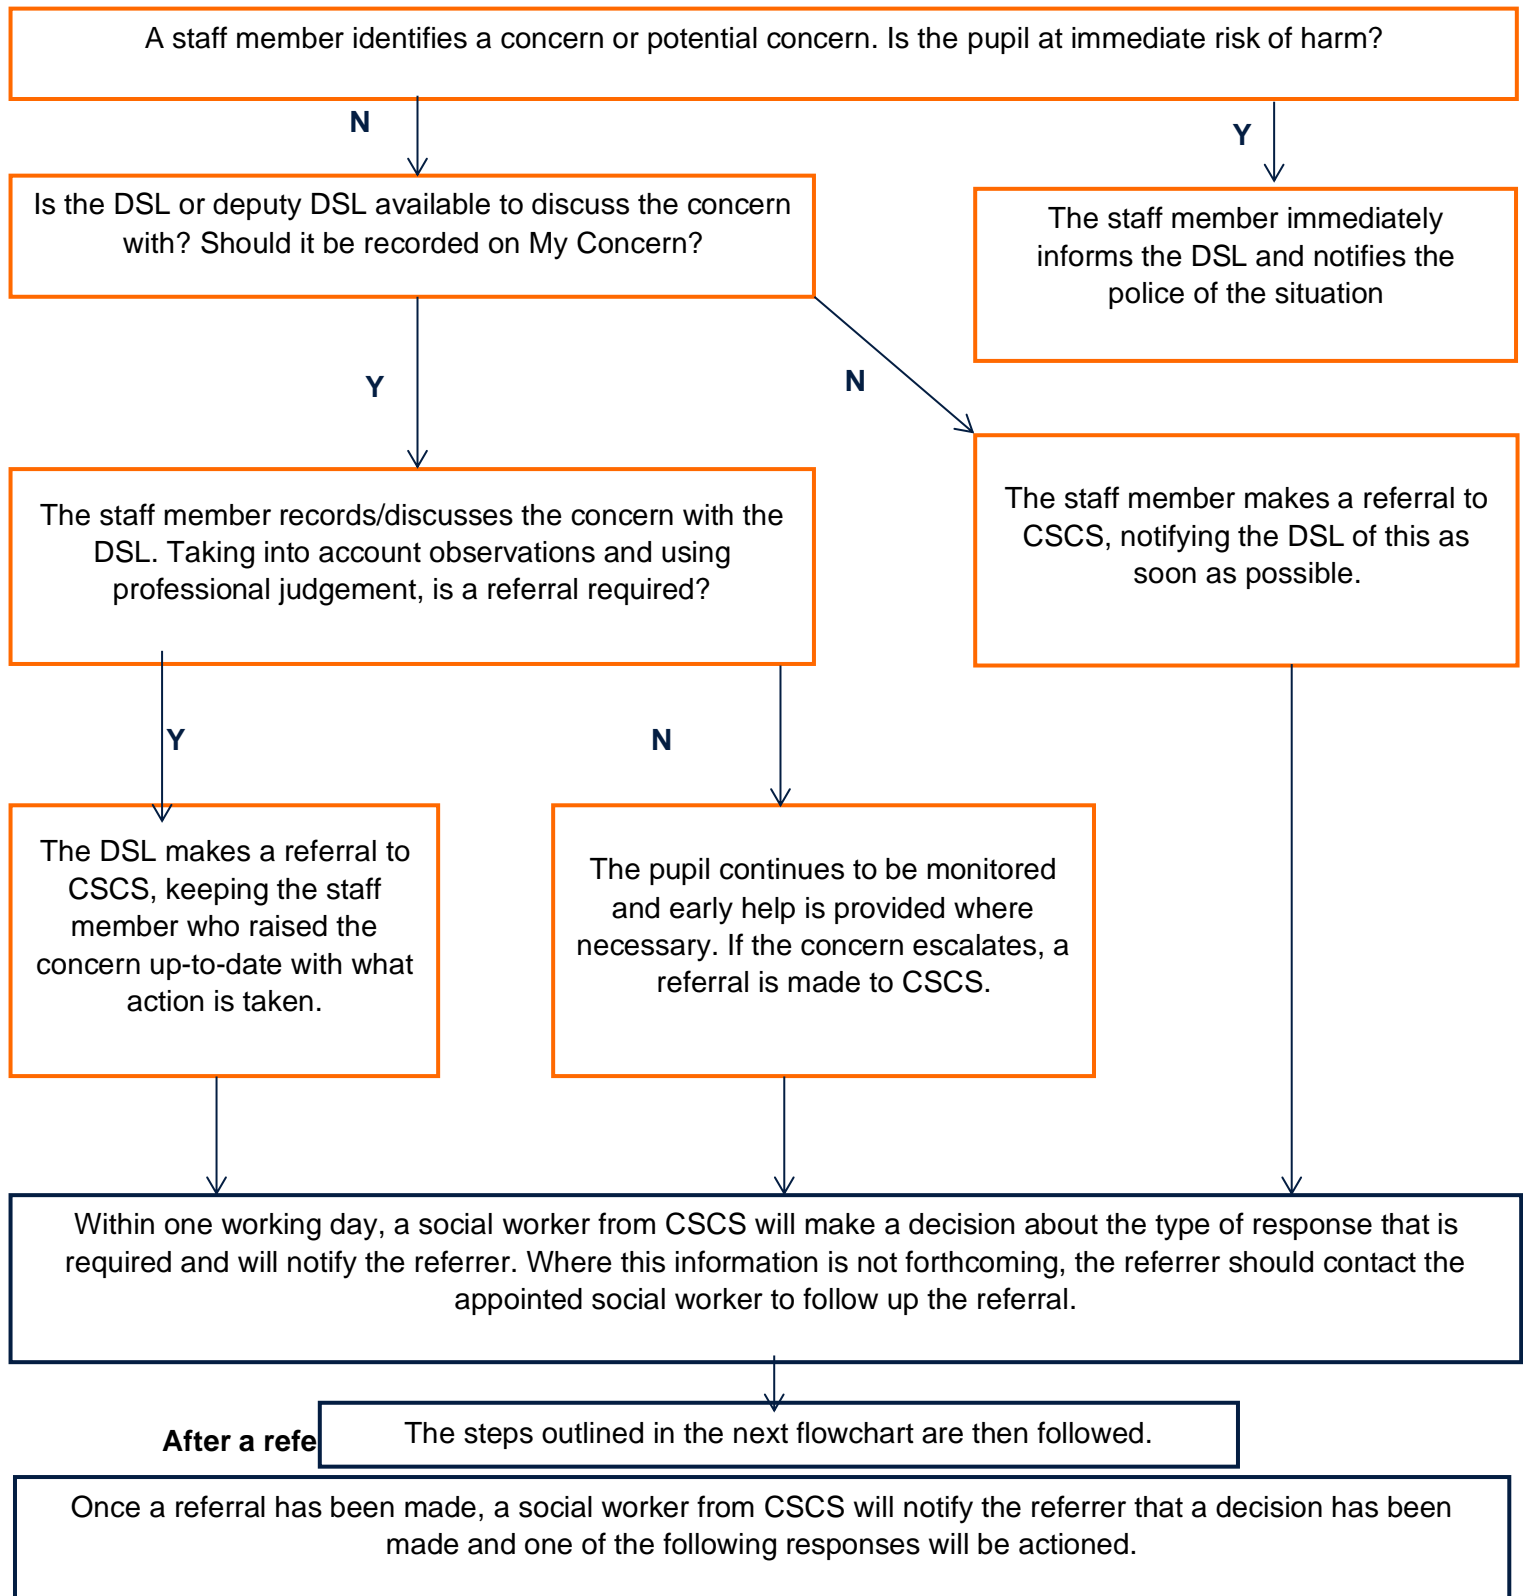 A staff member identifies a concern or potential concern. Is the pupil at immediate risk of harm?
N
Y
Is the DSL or deputy DSL available to discuss the concern
with? Should it be recorded on My Concern?
The staff member immediately
informs the DSL and notifies the
police of the situation
Y
N
The staff member records/discusses the concern with the
DSL. Taking into account observations and using
professional judgement, is a referral required?
The staff member makes a referral to
CSCS, notifying the DSL of this as
soon as possible.
Y
N
The DSL makes a referral to
CSCS, keeping the staff
member who raised the
concern up-to-date with what
action is taken.
The pupil continues to be monitored
and early help is provided where
necessary. If the concern escalates, a
referral is made to CSCS.
Within one working day, a social worker from CSCS will make a decision about the type of response that is
required and will notify the referrer. Where this information is not forthcoming, the referrer should contact the
appointed social worker to follow up the referral.
The steps outlined in the next flowchart are then followed.
After a refe
Once a referral has been made, a social worker from CSCS will notify the referrer that a decision has been
made and one of the following responses will be actioned.